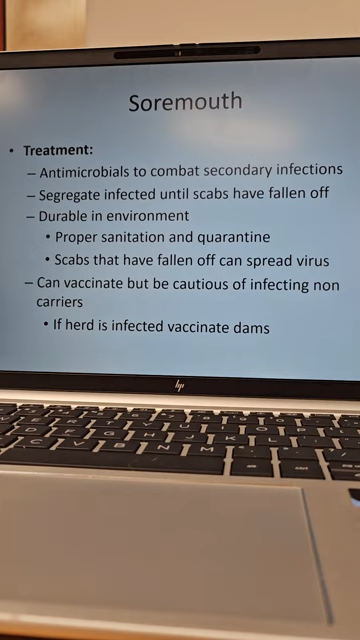 Soremouth
• Treatment:
– Antimicrobials to combat secondary infections
– Segregate infected until scabs have fallen off
– Durable in environment
• Proper sanitation and quarantine
• Scabs that have fallen off can spread virus
– Can vaccinate but be cautious of infecting non
carriers
• If herd is infected vaccinate dams
hp
E R T Y U I O P
D F G H J K L
C V B N M